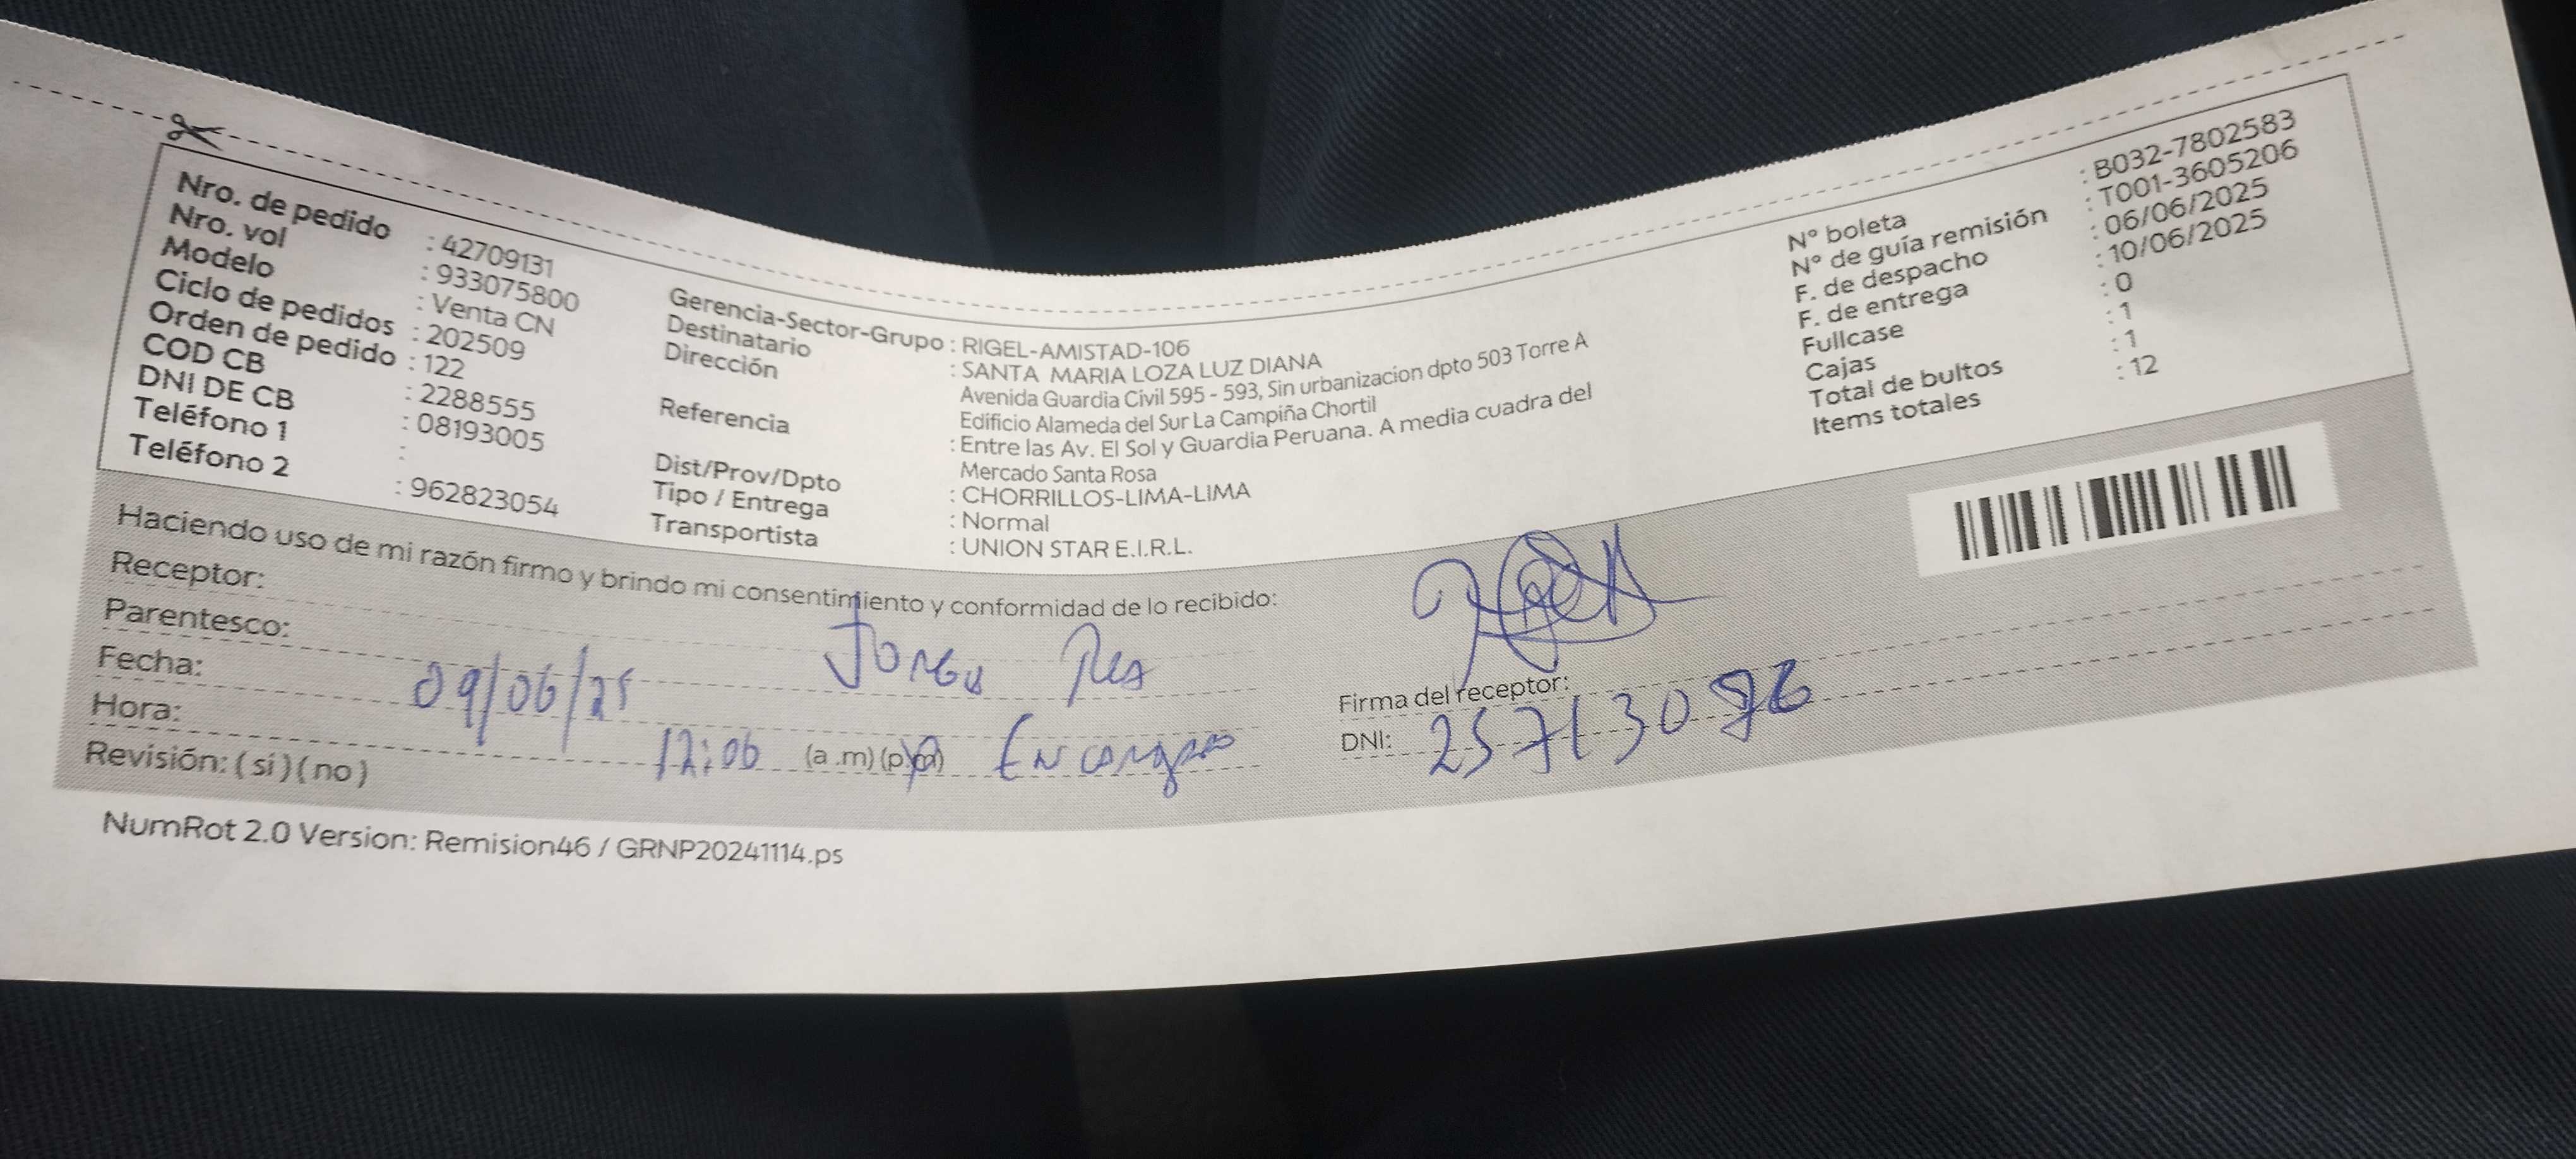 Nro. de pedido : 42709131
Nro. vol : 933075800
Modelo : Venta CN
Ciclo de pedidos : 202509
Orden de pedido : 122
COD CB : 2288555
DNI DE CB : 08193005
Teléfono 1 :
Teléfono 2 : 962823054
Gerencia-Sector-Grupo : RIGEL-AMISTAD-106
Destinatario : SANTA MARIA LOZA LUZ DIANA
Dirección : Avenida Guardia Civil 595 - 593, Sin urbanizacion dpto 503 Torre A
Edificio Alameda del Sur La Campiña Chortil
Referencia : Entre las Av. El Sol y Guardia Peruana. A media cuadra del
Mercado Santa Rosa
Dist/Prov/Dpto : CHORRILLOS-LIMA-LIMA
Tipo / Entrega : Normal
Transportista : UNION STAR E.I.R.L.
N° boleta : B032-7802583
N° de guía remisión : T001-3605206
F. de despacho : 06/06/2025
F. de entrega : 10/06/2025
Fullcase : 0
Cajas : 1
Total de bultos : 1
Items totales : 12
Haciendo uso de mi razón firmo y brindo mi consentimiento y conformidad de lo recibido:
Receptor: Jorge
Parentesco:
Fecha: 09/06/25
Hora: 12:06 (a.m)(p.m)
Revisión: ( si ) ( no )
Firma del receptor:
DNI:
NumRot 2.0 Version: Remision46 / GRNP20241114.ps